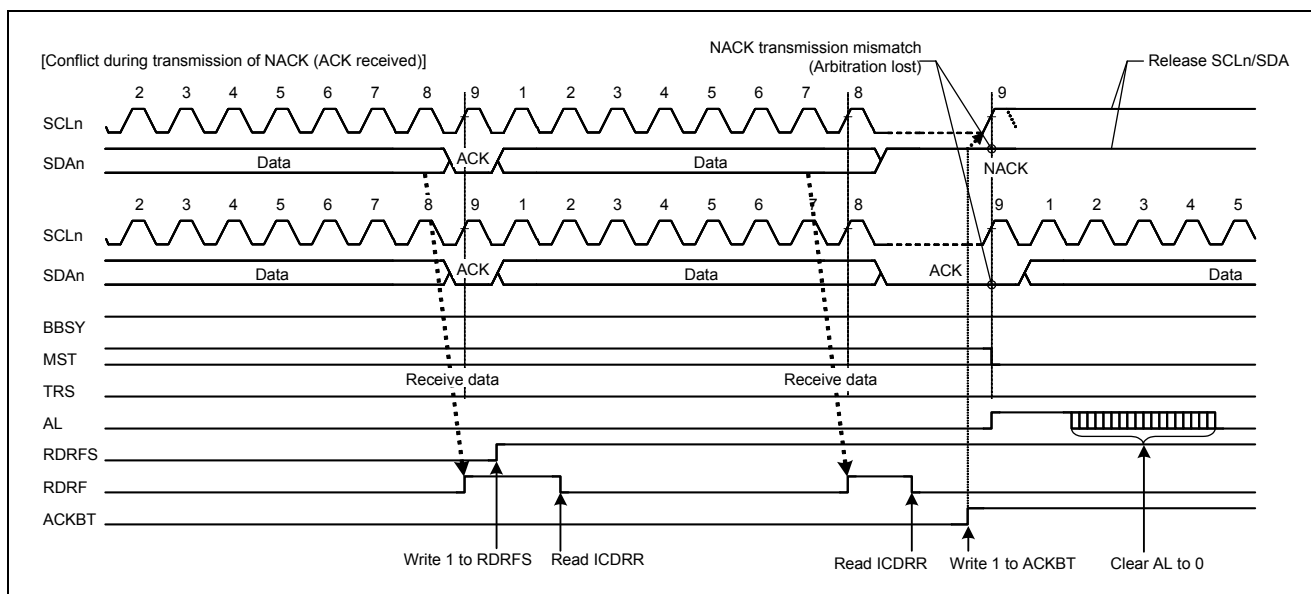 [Conflict during transmission of NACK (ACK received)]
NACK transmission mismatch
(Arbitration lost)
Release SCLn/SDA
2 3 4 5 6 7 8 9 1 2 3 4 5 6 7 8 9
SCLn
SDAn Data ACK Data NACK
2 3 4 5 6 7 8 9 1 2 3 4 5 6 7 8 9 1 2 3 4 5
SCLn
SDAn Data ACK Data ACK Data
BBSY
MST
Receive data Receive data
TRS
AL
RDRFS
RDRF
ACKBT
Write 1 to RDRFS Read ICDRR Read ICDRR Write 1 to ACKBT Clear AL to 0